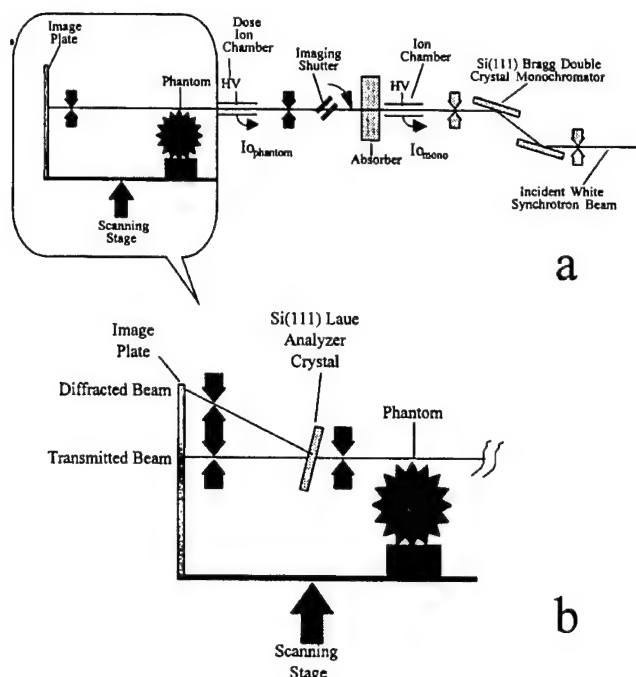 Image
Plate
Phantom
Dose
Ion
Chamber
HV
Io phantom
Imaging
Shutter
Absorber
Ion
Chamber
HV
Io mono
Si(111) Bragg Double
Crystal Monochromator
Incident White
Synchrotron Beam
Scanning
Stage
a
Image
Plate
Si(111) Laue
Analyzer
Crystal
Diffracted Beam
Phantom
Transmitted Beam
Scanning
Stage
b